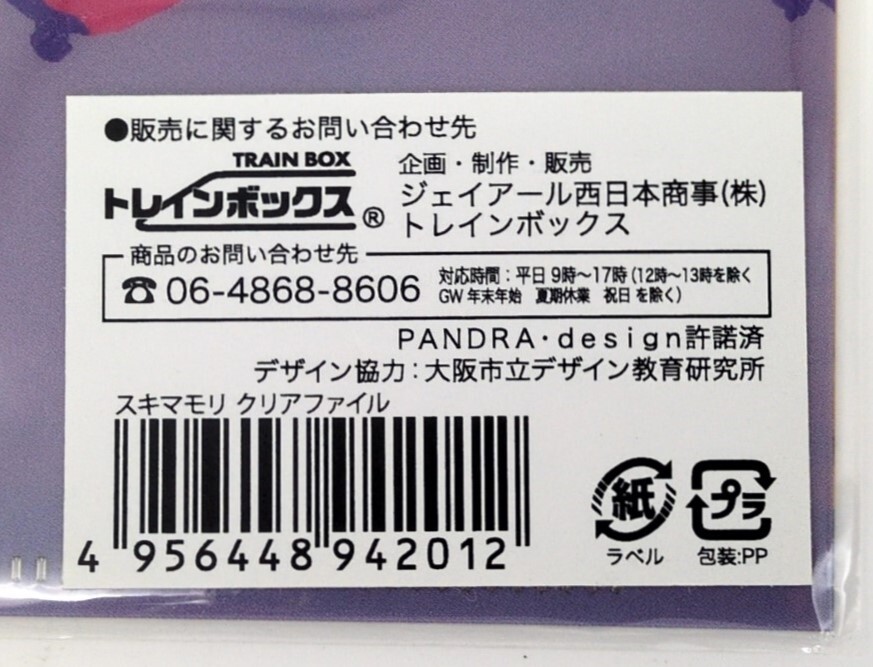 ●販売に関するお問い合わせ先
TRAIN BOX
トレインボックス®
企画・制作・販売
ジェイアール西日本商事(株)
トレインボックス
商品のお問い合わせ先
☎ 06-4868-8606
対応時間：平日 9時～17時 (12時～13時を除く
GW 年末年始 夏期休業 祝日 を除く)
PANDRA・design許諾済
デザイン協力：大阪市立デザイン教育研究所
スキマモリ クリアファイル
4 956448 942012
紙
ラベル
プラ
包装:PP